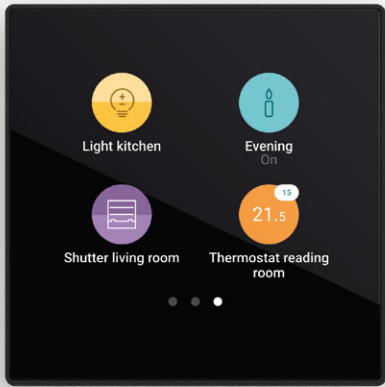 Light kitchen
Evening
On
Shutter living room
15
21.5
Thermostat reading
room